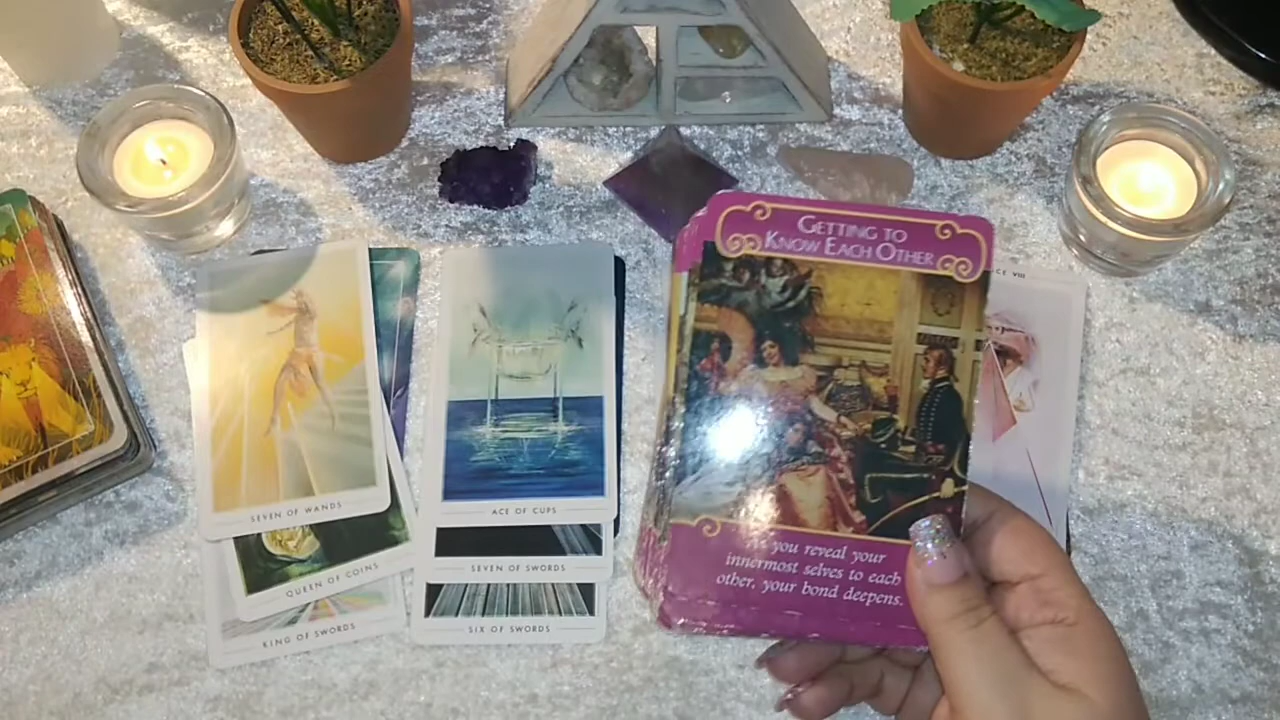 GETTING TO
KNOW EACH OTHER
you reveal your
innermost selves to each
other, your bond deepens.
SEVEN OF WANDS
QUEEN OF COINS
KING OF SWORDS
ACE OF CUPS
SEVEN OF SWORDS
SIX OF SWORDS
VIII